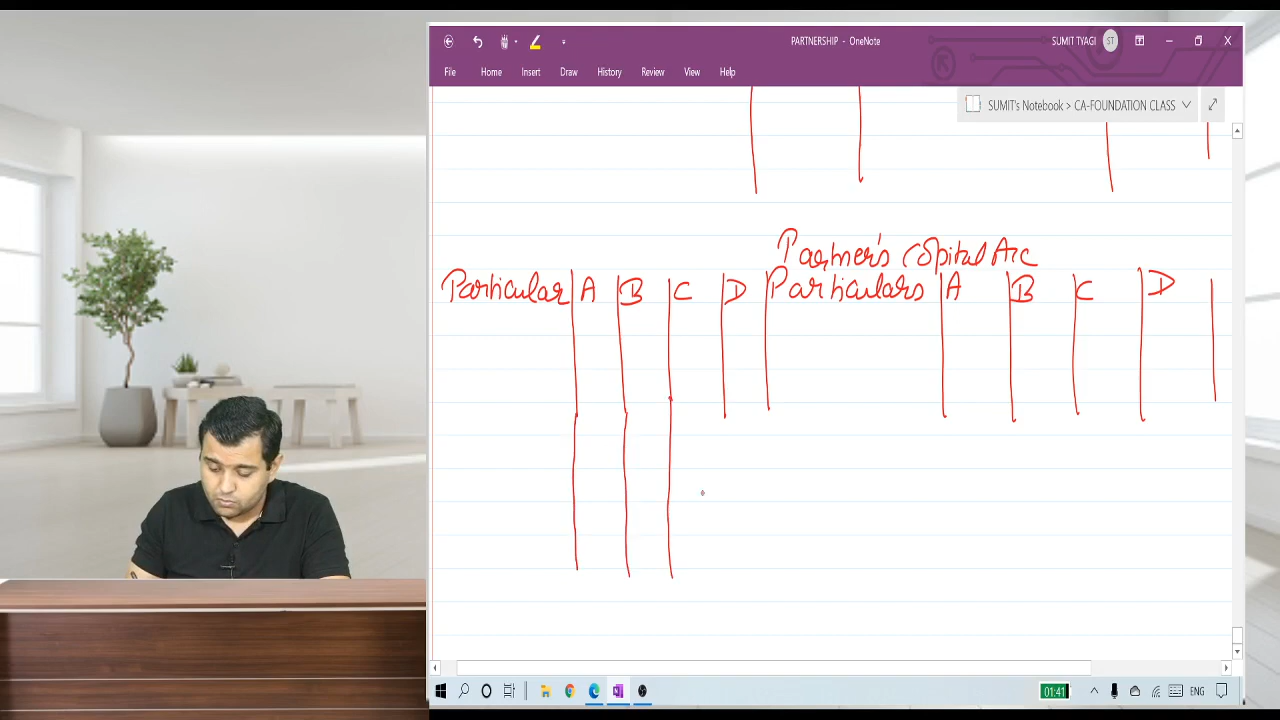 PARTNERSHIP - OneNote
SUMIT TYAGI ST
File Home Insert Draw History Review View Help
SUMIT's Notebook > CA-FOUNDATION CLASS
Partner's Capital A/c
Particular A B C D Particulars A B C D
01:41 ENG